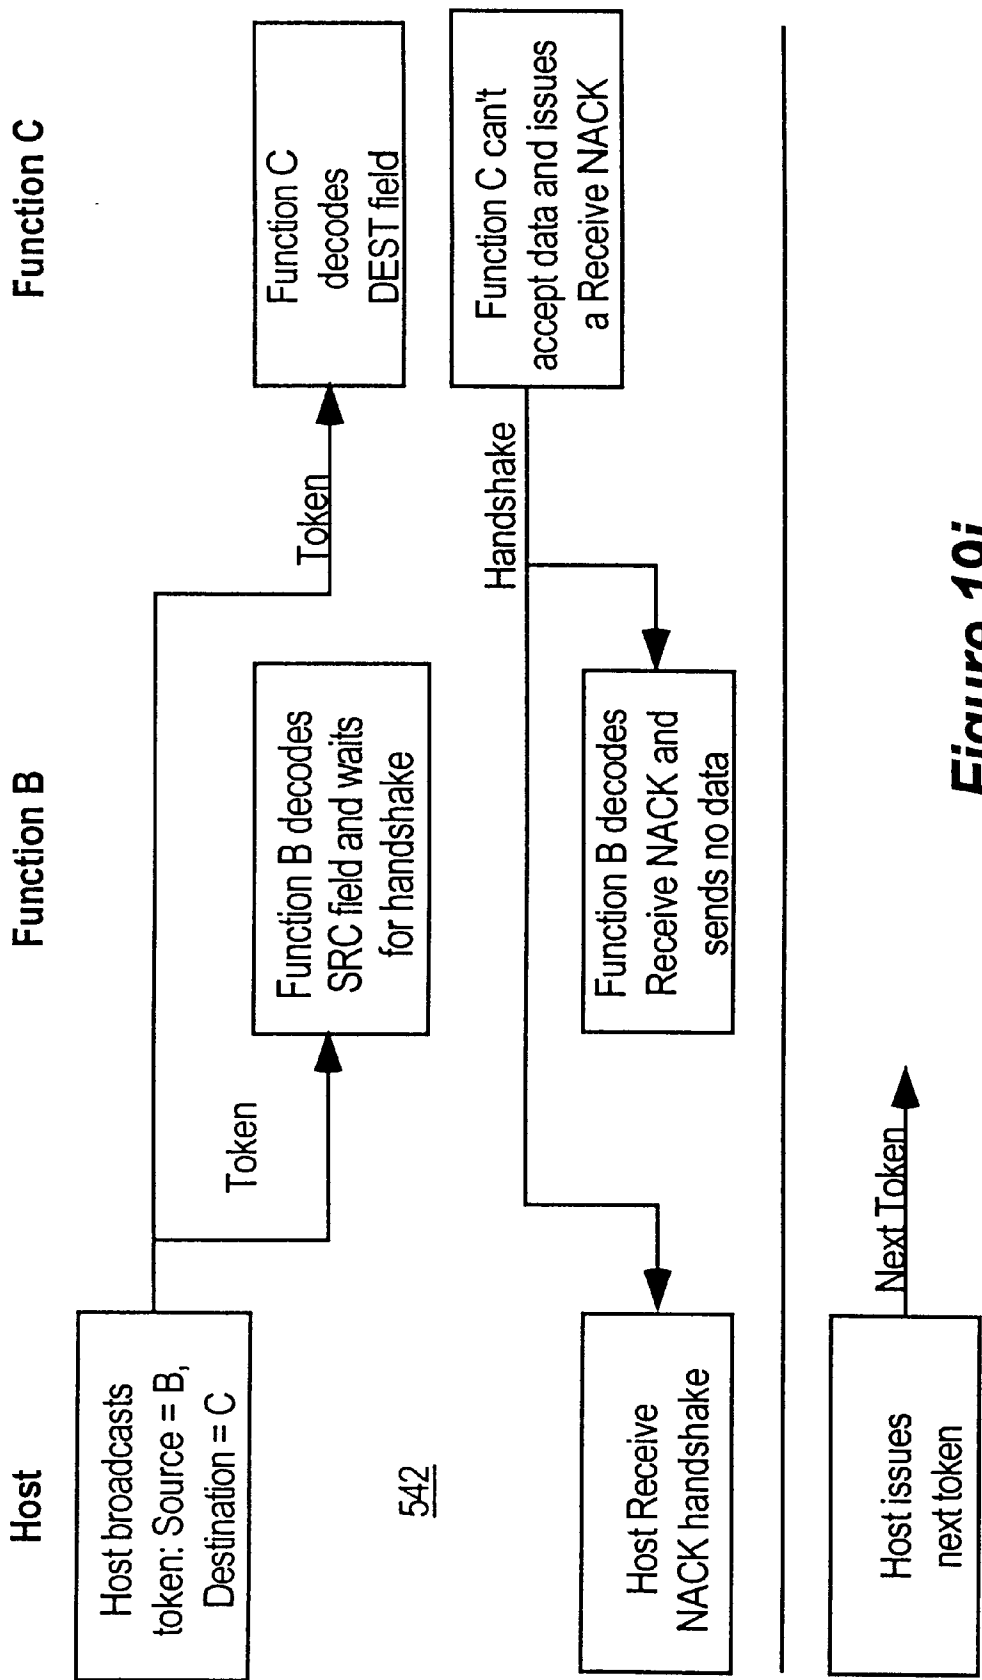 Host
Function B
Function C
Host broadcasts
token: Source = B,
Destination = C
Token
Function B decodes
SRC field and waits
for handshake
Token
Function C
decodes
DEST field
542
Handshake
Function C can't
accept data and issues
a Receive NACK
Host Receive
NACK handshake
Function B decodes
Receive NACK and
sends no data
Host issues
next token
Next Token
Figure 19i